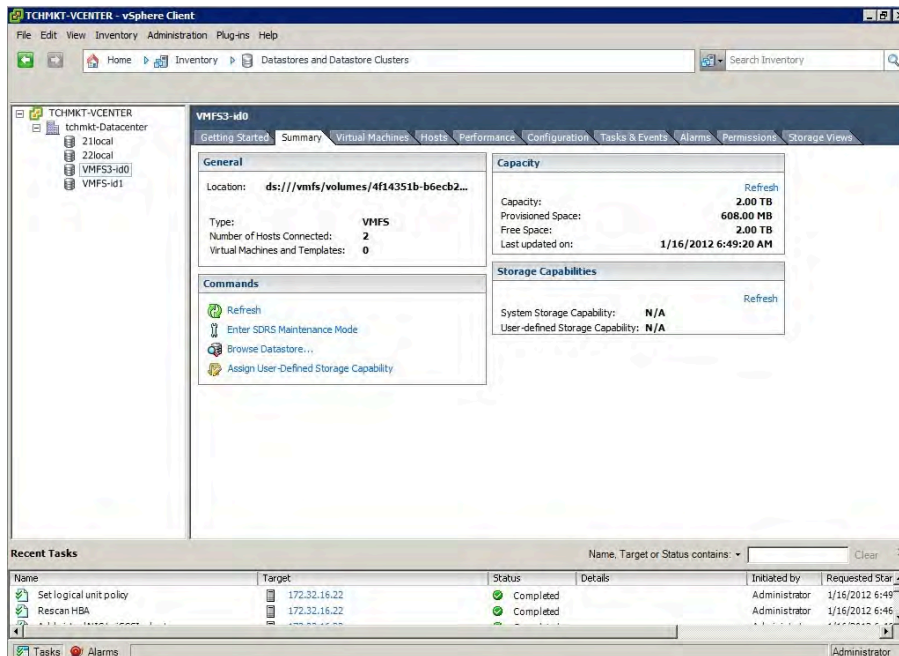 TCHMKT-VCENTER - vSphere Client
File Edit View Inventory Administration Plug-ins Help
Home Inventory Datastores and Datastore Clusters
Search Inventory
TCHMKT-VCENTER
tchmkt-Datacenter
21local
22local
VMFS3-id0
VMFS-id1
VMFS3-id0
Getting Started Summary Virtual Machines Hosts Performance Configuration Tasks & Events Alarms Permissions Storage Views
General
Location: ds:///vmfs/volumes/4f14351b-b6ecb2...
Type: VMFS
Number of Hosts Connected: 2
Virtual Machines and Templates: 0
Commands
Refresh
Enter SDRS Maintenance Mode
Browse Datastore...
Assign User-Defined Storage Capability
Capacity
Refresh
Capacity: 2.00 TB
Provisioned Space: 608.00 MB
Free Space: 2.00 TB
Last updated on: 1/16/2012 6:49:20 AM
Storage Capabilities
Refresh
System Storage Capability: N/A
User-defined Storage Capability: N/A
Recent Tasks
Name, Target or Status contains: Clear
Name Target Status Details Initiated by Requested Star
Set logical unit policy 172.32.16.22 Completed Administrator 1/16/2012 6:49
Rescan HBA 172.32.16.22 Completed Administrator 1/16/2012 6:46
Tasks Alarms Administrator